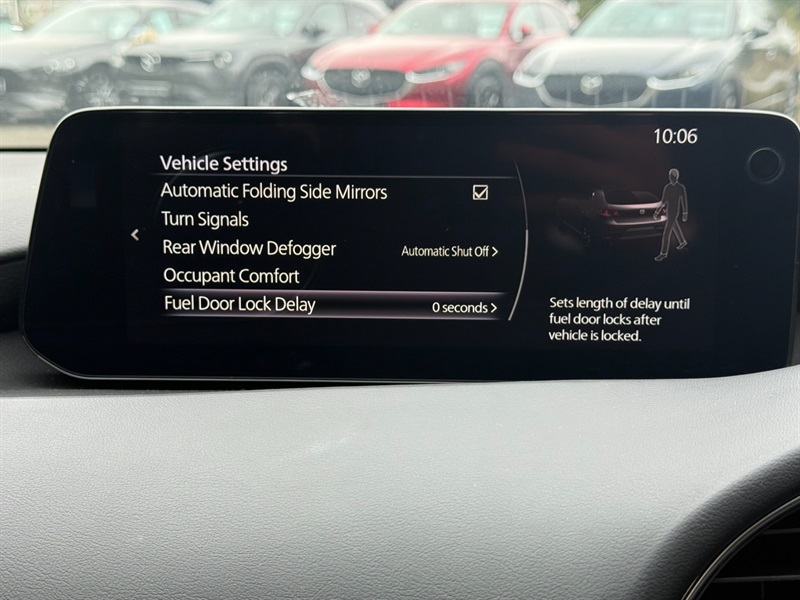 10:06
Vehicle Settings
Automatic Folding Side Mirrors
Turn Signals
Rear Window Defogger Automatic Shut Off >
Occupant Comfort
Fuel Door Lock Delay 0 seconds >
Sets length of delay until
fuel door locks after
vehicle is locked.